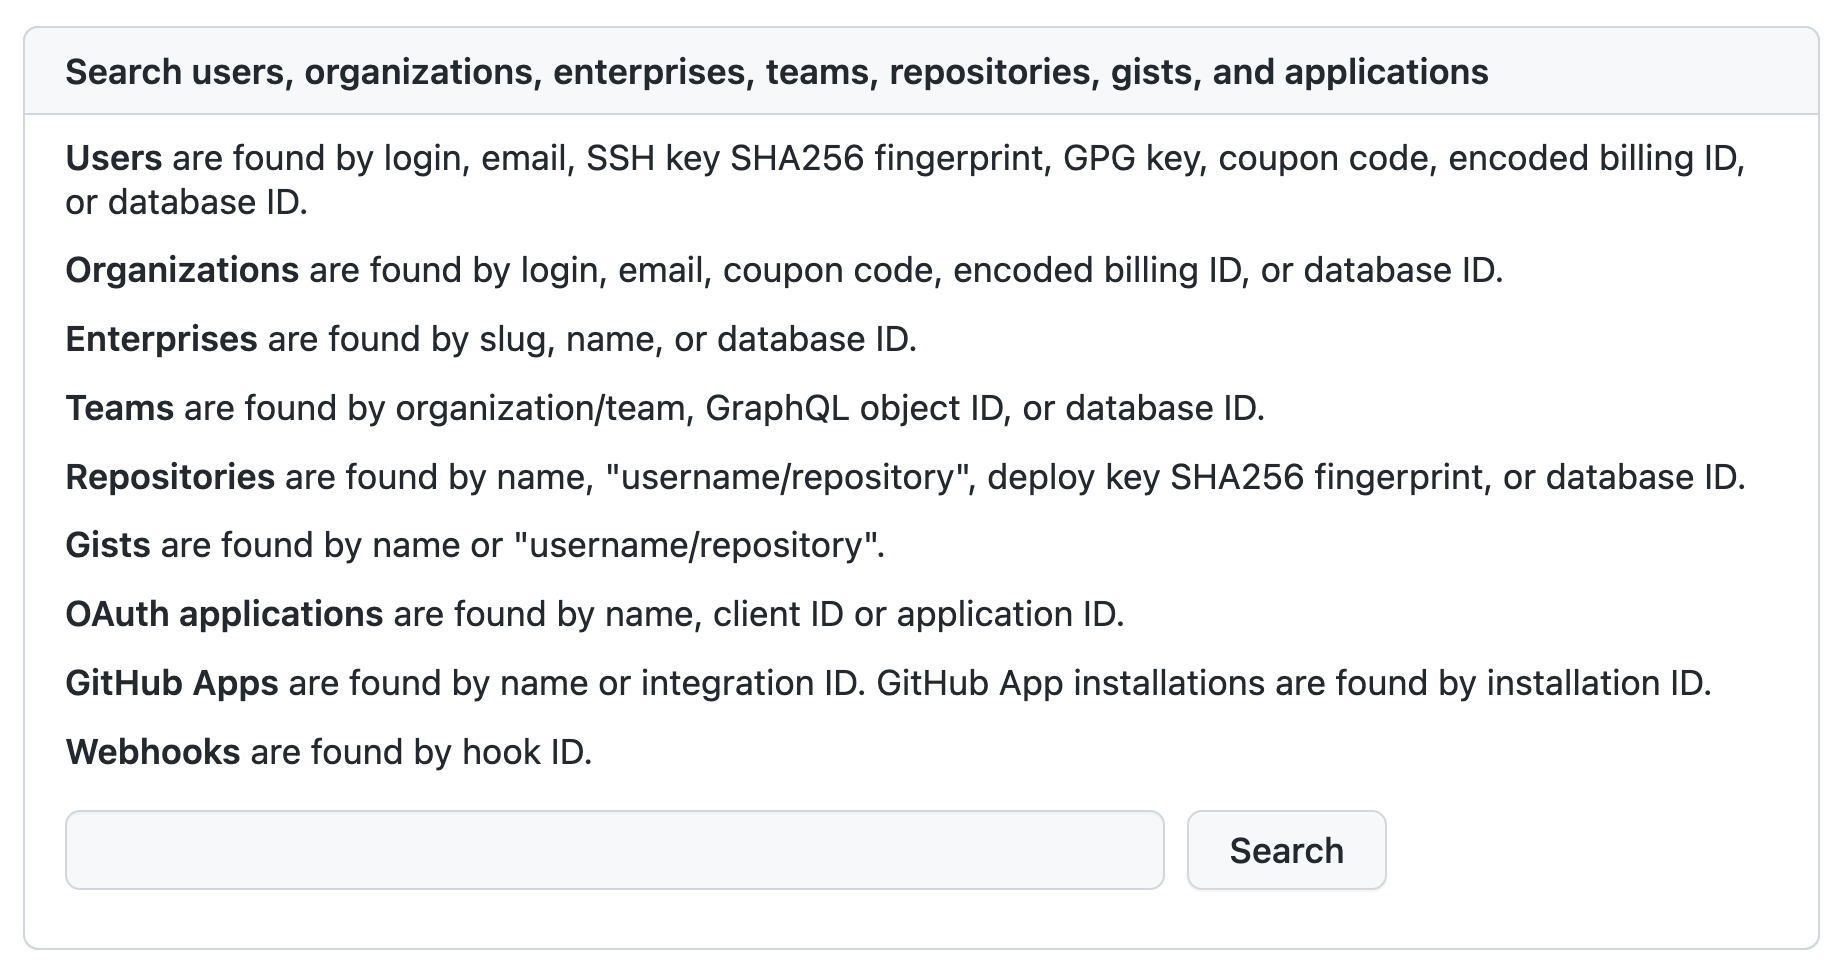 Search users, organizations, enterprises, teams, repositories, gists, and applications
Users are found by login, email, SSH key SHA256 fingerprint, GPG key, coupon code, encoded billing ID,
or database ID.
Organizations are found by login, email, coupon code, encoded billing ID, or database ID.
Enterprises are found by slug, name, or database ID.
Teams are found by organization/team, GraphQL object ID, or database ID.
Repositories are found by name, "username/repository", deploy key SHA256 fingerprint, or database ID.
Gists are found by name or "username/repository".
OAuth applications are found by name, client ID or application ID.
GitHub Apps are found by name or integration ID. GitHub App installations are found by installation ID.
Webhooks are found by hook ID.
Search